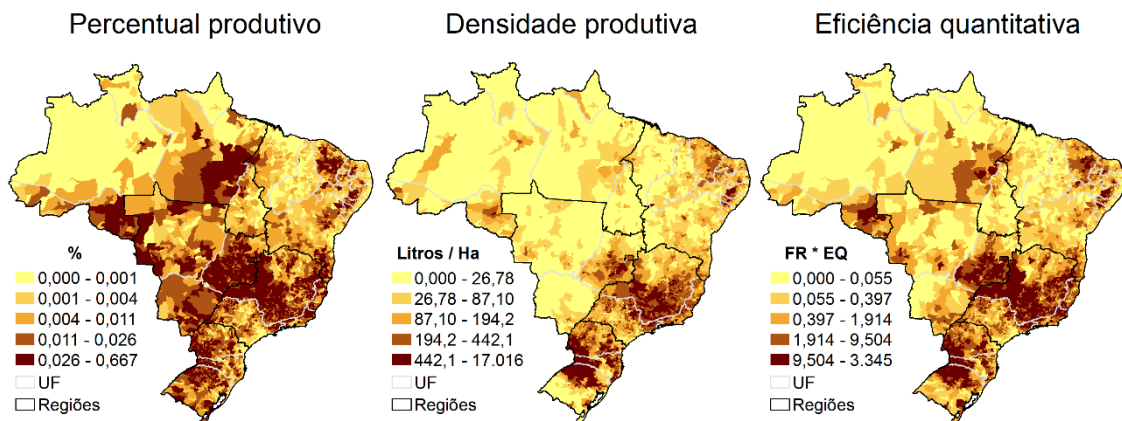 Percentual produtivo
%
0,000 - 0,001
0,001 - 0,004
0,004 - 0,011
0,011 - 0,026
0,026 - 0,667
UF
Regiões
Densidade produtiva
Litros / Ha
0,000 - 26,78
26,78 - 87,10
87,10 - 194,2
194,2 - 442,1
442,1 - 17.016
UF
Regiões
Eficiência quantitativa
FR * EQ
0,000 - 0,055
0,055 - 0,397
0,397 - 1,914
1,914 - 9,504
9,504 - 3.345
UF
Regiões